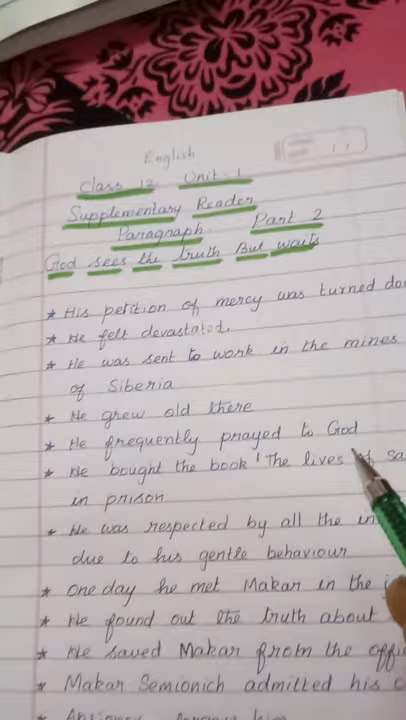 English
Class 12 Unit-1
Supplementary Reader
Paragraph Part 2
God sees the truth But waits
* His petition of mercy was turned do
* He felt devastated.
* He was sent to work in the mines
of Siberia
* He grew old there
* He frequently prayed to God
* He bought the book 'The lives of sa
in prison
* He was respected by all the in
due to his gentle behaviour
* One day he met Makar in the
* He found out the truth about
* He saved Makar from the offi
* Makar Semionich admitted his c
*